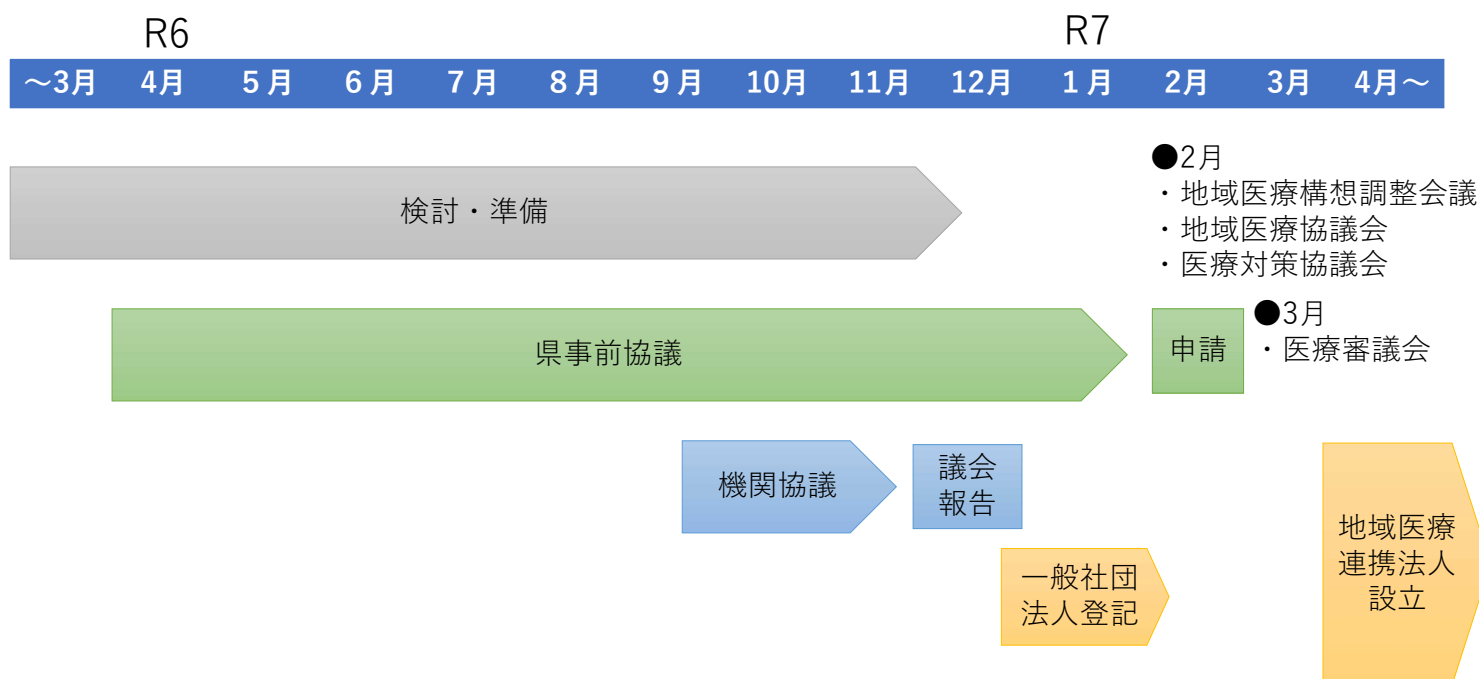 R6 R7
～3月 4月 5月 6月 7月 8月 9月 10月 11月 12月 1月 2月 3月 4月～
●2月
・地域医療構想調整会議
・地域医療協議会
・医療対策協議会
検討・準備
●3月
・医療審議会
県事前協議
申請
機関協議
議会
報告
一般社団
法人登記
地域医療
連携法人
設立